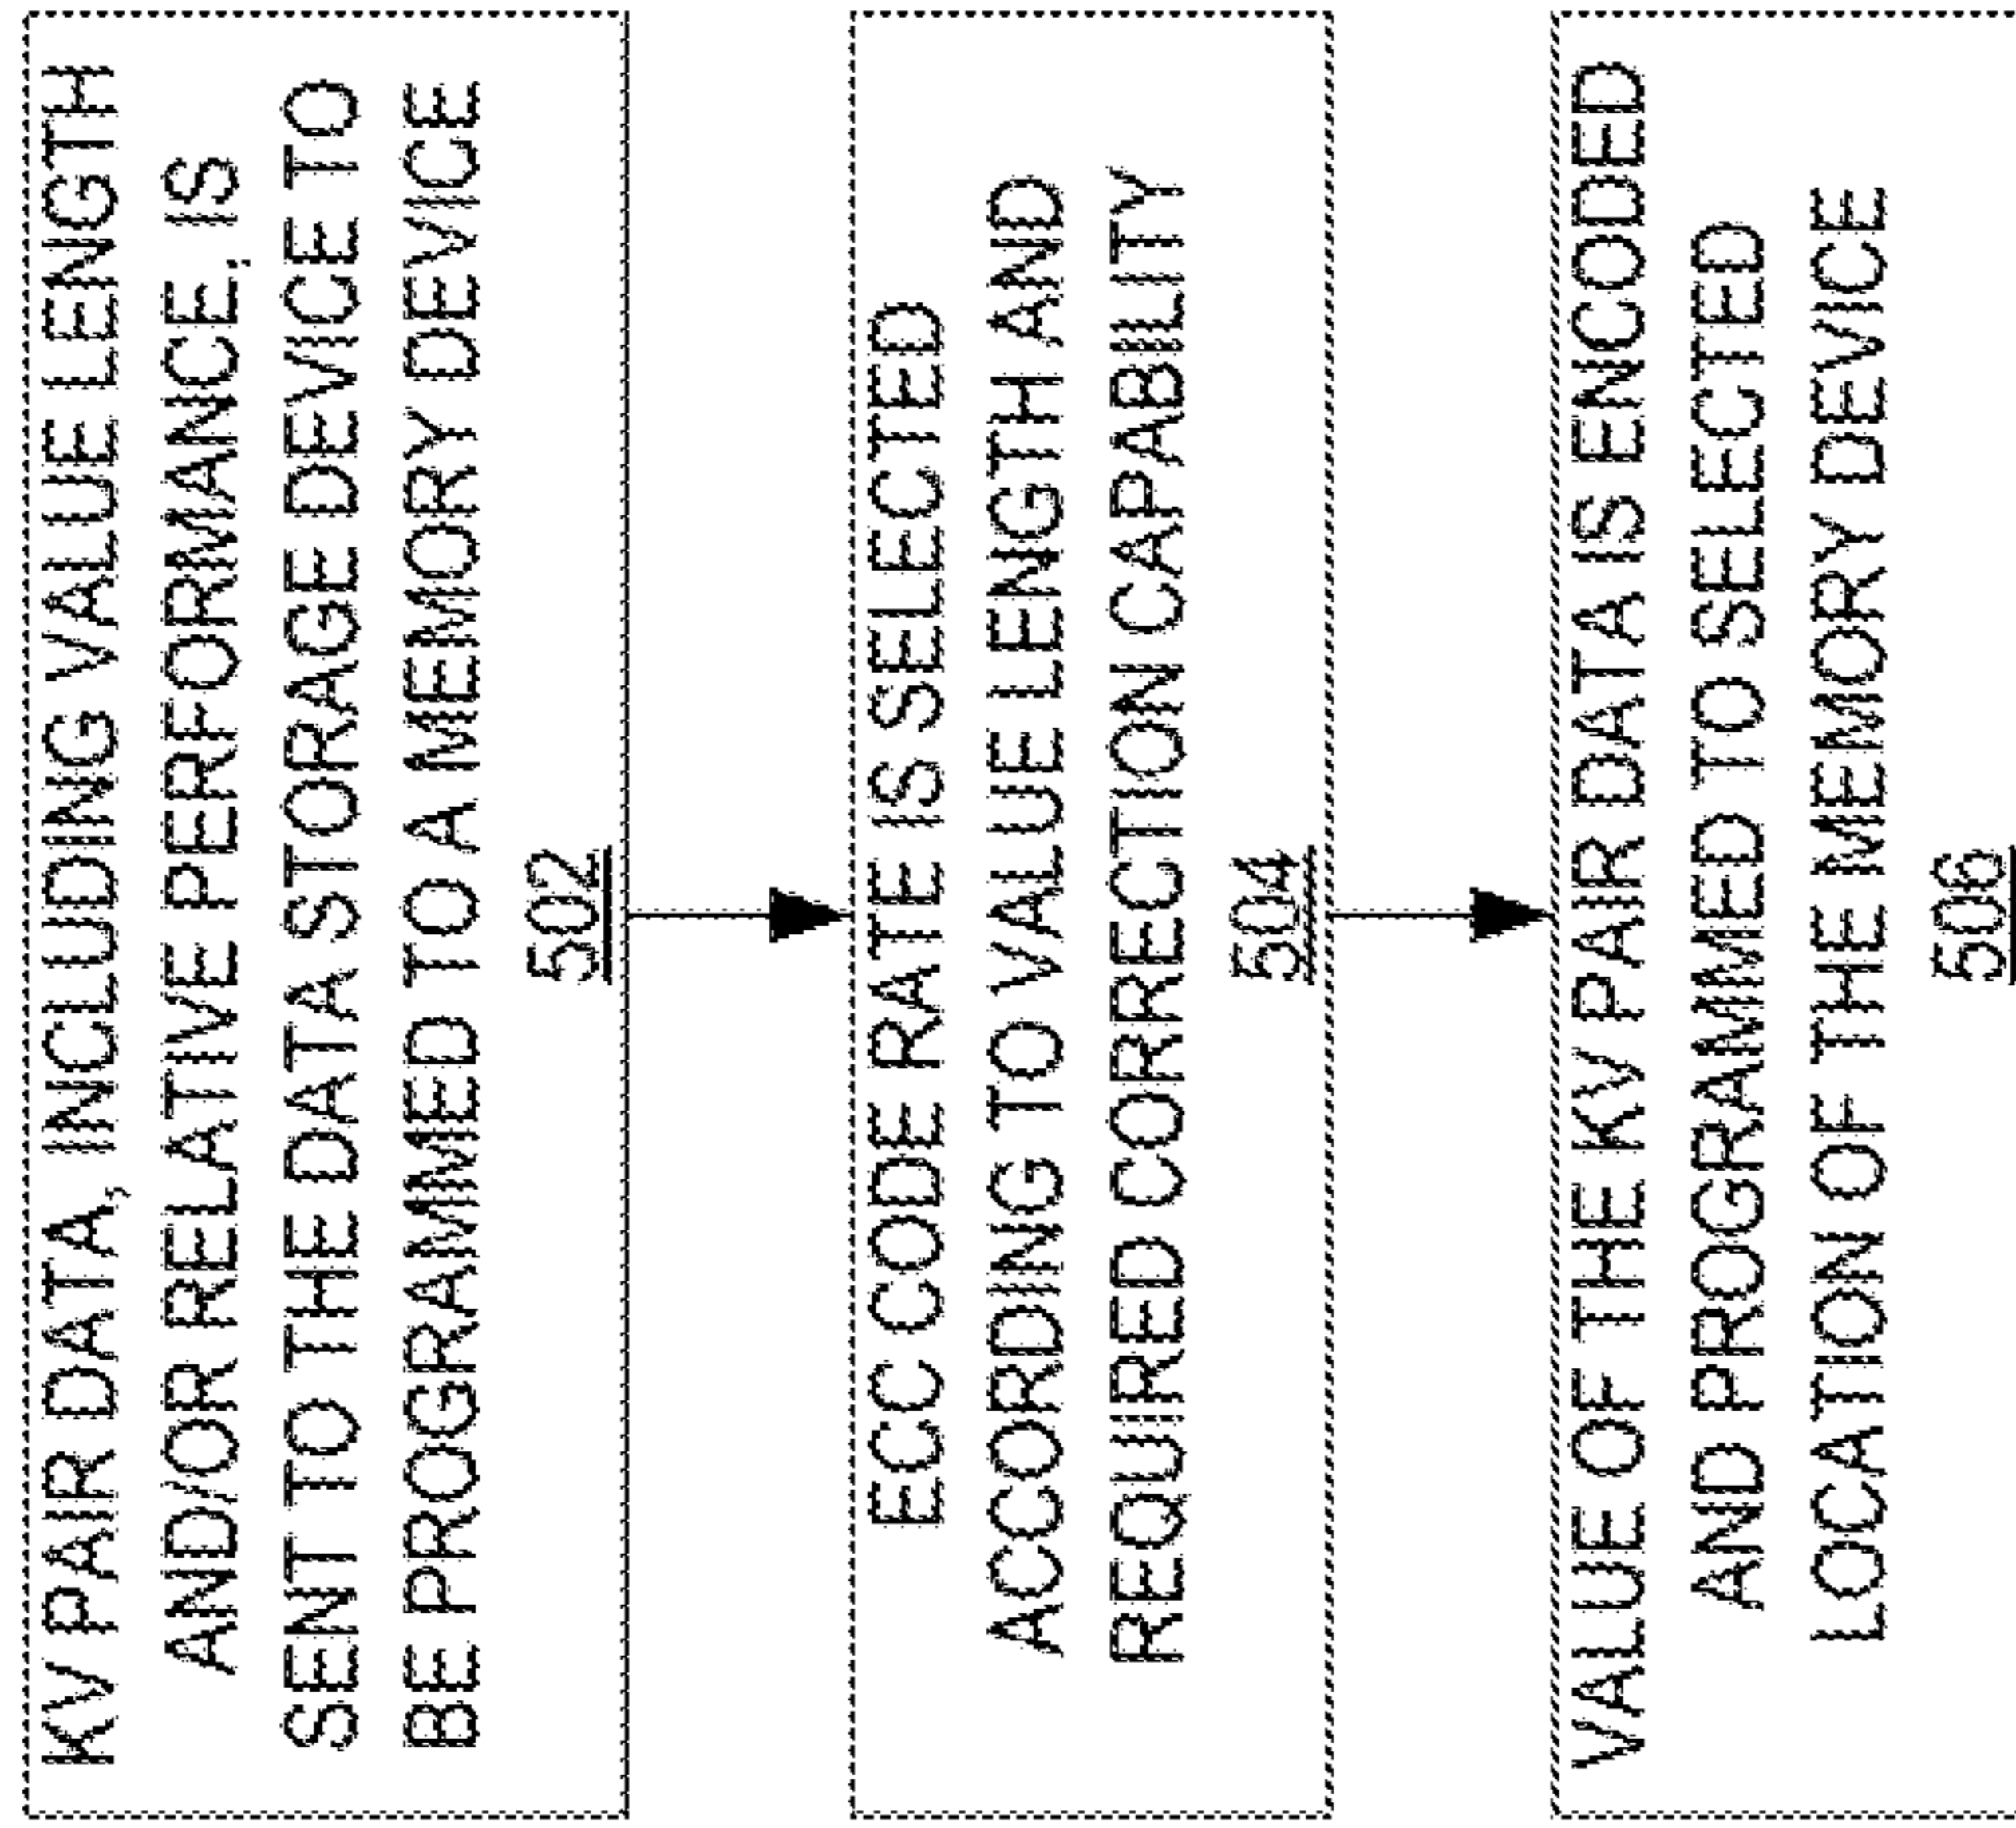 KV PAIR DATA, INCLUDING VALUE LENGTH
AND/OR RELATIVE PERFORMANCE, IS
SENT TO THE DATA STORAGE DEVICE TO
BE PROGRAMMED TO A MEMORY DEVICE
502
ECC CODE RATE IS SELECTED
ACCORDING TO VALUE LENGTH AND
REQUIRED CORRECTION CAPABILITY
504
VALUE OF THE KV PAIR DATA IS ENCODED
AND PROGRAMMED TO SELECTED
LOCATION OF THE MEMORY DEVICE
506